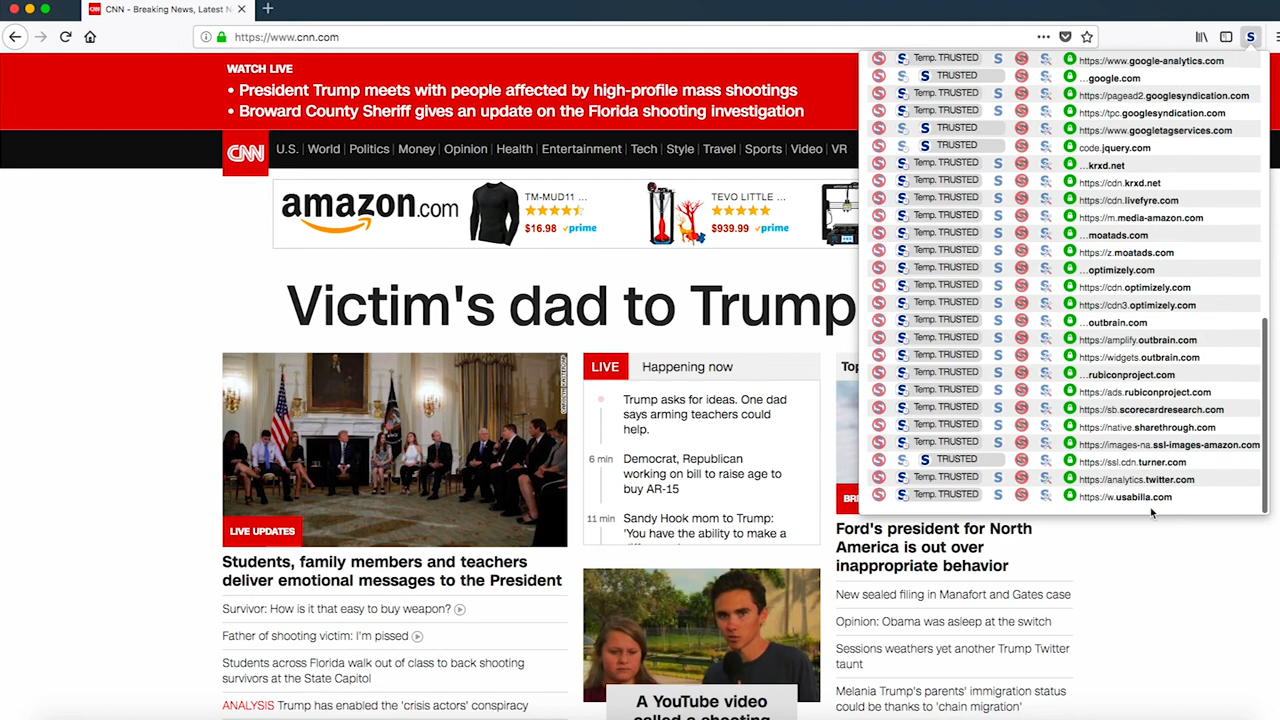 CNN - Breaking News, Latest N
https://www.cnn.com
WATCH LIVE
• President Trump meets with people affected by high-profile mass shootings
• Broward County Sheriff gives an update on the Florida shooting investigation
CNN
U.S. World Politics Money Opinion Health Entertainment Tech Style Travel Sports Video VR
amazon.com
TM-MUD11 ...
$16.98 prime
TEVO LITTLE ...
$939.99 prime
Victim's dad to Trump
LIVE UPDATES
Students, family members and teachers
deliver emotional messages to the President
Survivor: How is it that easy to buy weapon?
Father of shooting victim: I'm pissed
Students across Florida walk out of class to back shooting
survivors at the State Capitol
ANALYSIS Trump has enabled the 'crisis actors' conspiracy
LIVE Happening now
Trump asks for ideas. One dad
says arming teachers could
help.
6 min Democrat, Republican
working on bill to raise age to
buy AR-15
11 min Sandy Hook mom to Trump:
'You have the ability to make a
A YouTube video
called a shooting
Top
BRE
Ford's president for North
America is out over
inappropriate behavior
New sealed filing in Manafort and Gates case
Opinion: Obama was asleep at the switch
Sessions weathers yet another Trump Twitter
taunt
Melania Trump's parents' immigration status
could be thanks to 'chain migration'
Temp. TRUSTED https://www.google-analytics.com
TRUSTED ...google.com
Temp. TRUSTED https://pagead2.googlesyndication.com
Temp. TRUSTED https://tpc.googlesyndication.com
TRUSTED https://www.googletagservices.com
TRUSTED code.jquery.com
Temp. TRUSTED ...krxd.net
Temp. TRUSTED https://cdn.krxd.net
Temp. TRUSTED https://cdn.livefyre.com
Temp. TRUSTED https://m.media-amazon.com
Temp. TRUSTED ...moatads.com
Temp. TRUSTED https://z.moatads.com
Temp. TRUSTED ...optimizely.com
Temp. TRUSTED https://cdn.optimizely.com
Temp. TRUSTED https://cdn3.optimizely.com
Temp. TRUSTED ...outbrain.com
Temp. TRUSTED https://amplify.outbrain.com
Temp. TRUSTED https://widgets.outbrain.com
Temp. TRUSTED ...rubiconproject.com
Temp. TRUSTED https://ads.rubiconproject.com
Temp. TRUSTED https://sb.scorecardresearch.com
Temp. TRUSTED https://native.sharethrough.com
Temp. TRUSTED https://images-na.ssl-images-amazon.com
TRUSTED https://ssl.cdn.turner.com
Temp. TRUSTED https://analytics.twitter.com
Temp. TRUSTED https://w.usabilla.com